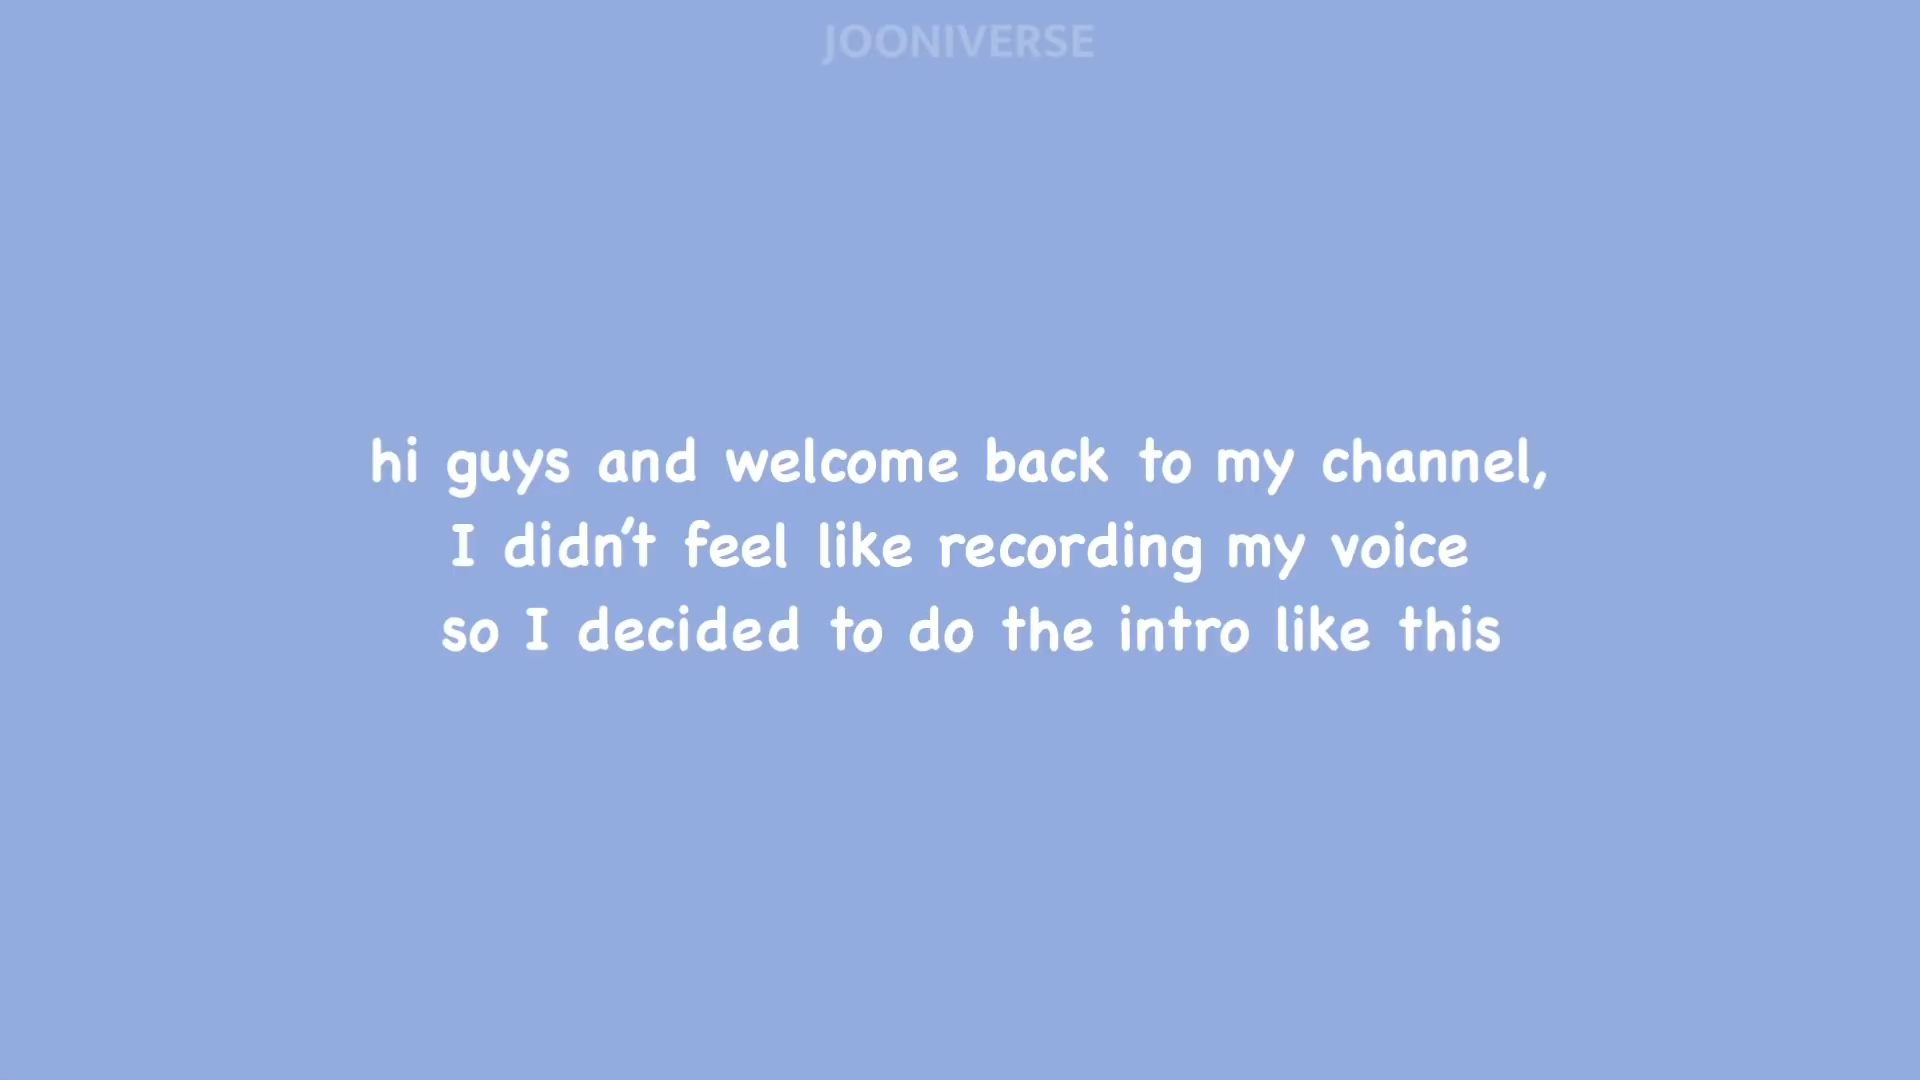 JOONIVERSE
hi guys and welcome back to my channel,
I didn't feel like recording my voice
so I decided to do the intro like this